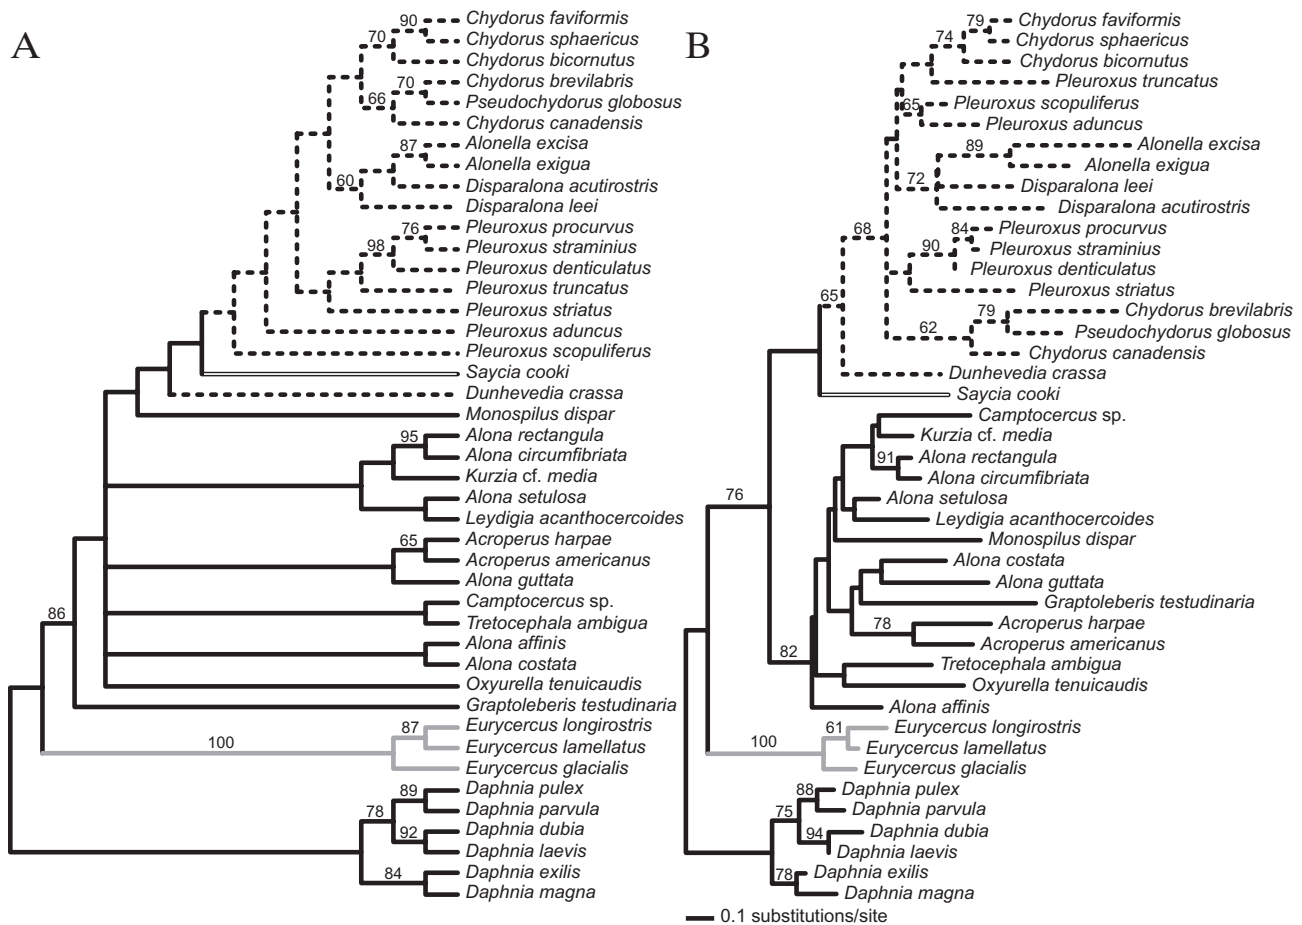 A
90
Chydorus faviformis
Chydorus sphaericus
70
Chydorus bicornutus
70
Chydorus brevilabris
66
Pseudochydorus globosus
Chydorus canadensis
87
Alonella excisa
Alonella exigua
60
Disparalona acutirostris
Disparalona leei
76
Pleuroxus procurvus
98
Pleuroxus straminius
Pleuroxus denticulatus
Pleuroxus truncatus
Pleuroxus striatus
Pleuroxus aduncus
Pleuroxus scopuliferus
Saycia cooki
Dunhevedia crassa
Monospilus dispar
95
Alona rectangula
Alona circumfibriata
Kurzia cf. media
Alona setulosa
Leydigia acanthocercoides
65
Acroperus harpae
Acroperus americanus
Alona guttata
86
Camptocercus sp.
Tretocephala ambigua
Alona affinis
Alona costata
Oxyurella tenuicaudis
Graptoleberis testudinaria
87
Eurycercus longirostris
100
Eurycercus lamellatus
Eurycercus glacialis
89
Daphnia pulex
78
Daphnia parvula
92
Daphnia dubia
Daphnia laevis
84
Daphnia exilis
Daphnia magna
B
79
Chydorus faviformis
74
Chydorus sphaericus
Chydorus bicornutus
Pleuroxus truncatus
65
Pleuroxus scopuliferus
Pleuroxus aduncus
89
Alonella excisa
Alonella exigua
72
Disparalona leei
Disparalona acutirostris
68
84
Pleuroxus procurvus
90
Pleuroxus straminius
Pleuroxus denticulatus
Pleuroxus striatus
65
79
Chydorus brevilabris
62
Pseudochydorus globosus
Chydorus canadensis
Dunhevedia crassa
Saycia cooki
Camptocercus sp.
Kurzia cf. media
91
Alona rectangula
Alona circumfibriata
76
Alona setulosa
Leydigia acanthocercoides
Monospilus dispar
Alona costata
Alona guttata
Graptoleberis testudinaria
78
Acroperus harpae
Acroperus americanus
82
Tretocephala ambigua
Oxyurella tenuicaudis
Alona affinis
61
Eurycercus longirostris
100
Eurycercus lamellatus
Eurycercus glacialis
88
Daphnia pulex
75
Daphnia parvula
94
Daphnia dubia
Daphnia laevis
78
Daphnia exilis
Daphnia magna
0.1 substitutions/site